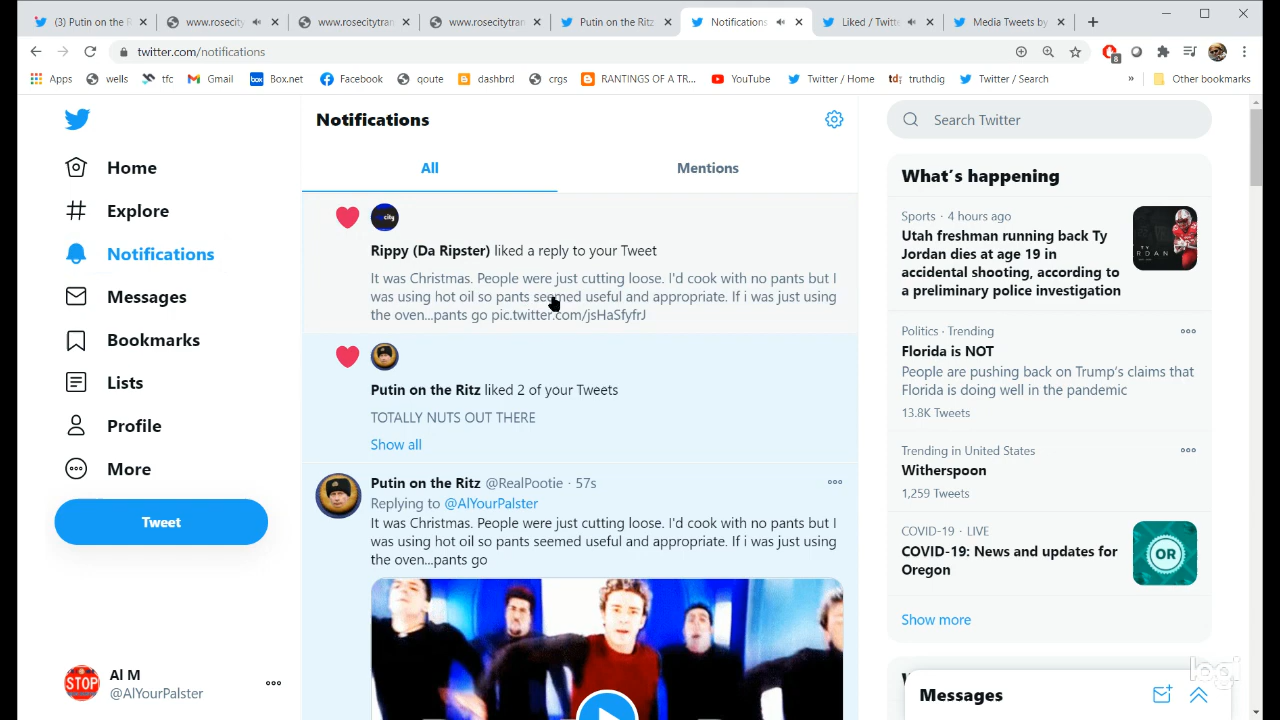 (3) Putin on the R
www.rosecity
www.rosecitytran
www.rosecitytran
Putin on the Ritz
Notifications
Liked / Twitte
Media Tweets by
twitter.com/notifications
8
Apps
wells
tfc
Gmail
box
Box.net
Facebook
qoute
dashbrd
crgs
RANTINGS OF A TR...
YouTube
Twitter / Home
td:
truthdig
Twitter / Search
»
Other bookmarks
Home
Explore
Notifications
Messages
Bookmarks
Lists
Profile
More
Tweet
STOP
Al M
@AlYourPalster
Notifications
All
Mentions
Rippy (Da Ripster) liked a reply to your Tweet
It was Christmas. People were just cutting loose. I'd cook with no pants but I
was using hot oil so pants seemed useful and appropriate. If i was just using
the oven...pants go pic.twitter.com/jsHaSfyfrJ
Putin on the Ritz liked 2 of your Tweets
TOTALLY NUTS OUT THERE
Show all
Putin on the Ritz @RealPootie · 57s
Replying to @AlYourPalster
It was Christmas. People were just cutting loose. I'd cook with no pants but I
was using hot oil so pants seemed useful and appropriate. If i was just using
the oven...pants go
Search Twitter
What's happening
Sports · 4 hours ago
Utah freshman running back Ty
Jordan dies at age 19 in
accidental shooting, according to
a preliminary police investigation
Politics · Trending
Florida is NOT
People are pushing back on Trump's claims that
Florida is doing well in the pandemic
13.8K Tweets
Trending in United States
Witherspoon
1,259 Tweets
COVID-19 · LIVE
COVID-19: News and updates for
Oregon
OR
Show more
logi
Messages